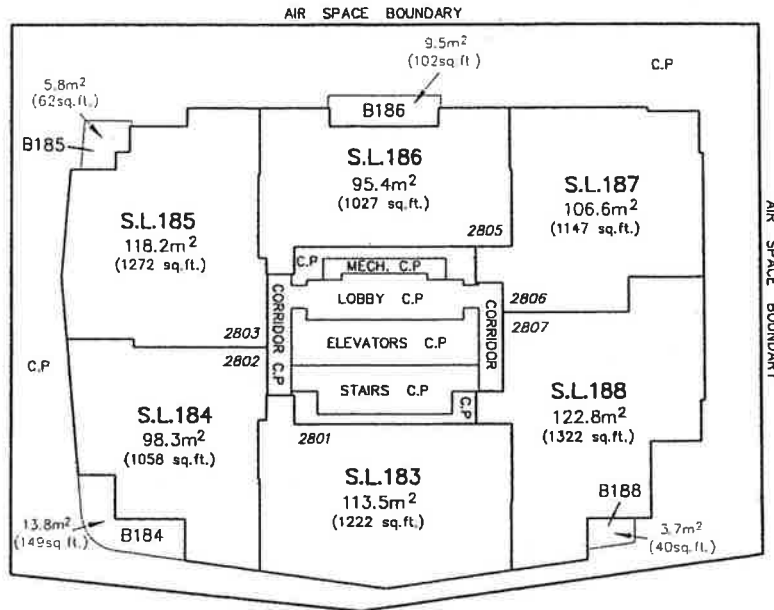 AIR SPACE BOUNDARY
9.5m²
(102sq.ft.)
C.P
5.8m²
(62sq.ft.)
B185
B186
S.L.186
95.4m²
(1027 sq.ft.)
S.L.187
106.6m²
(1147 sq.ft.)
S.L.185
118.2m²
(1272 sq.ft.)
AIR SPACE BOUNDARY
2805
C.P
MECH. C.P
LOBBY C.P
CORRIDOR C.P
CORRIDOR
2806
2807
2803
2802
ELEVATORS C.P
C.P
STAIRS C.P
C.P
S.L.184
98.3m²
(1058 sq.ft.)
S.L.188
122.8m²
(1322 sq.ft.)
2801
S.L.183
113.5m²
(1222 sq.ft.)
B188
13.8m²
(149sq.ft.)
B184
3.7m²
(40sq.ft.)